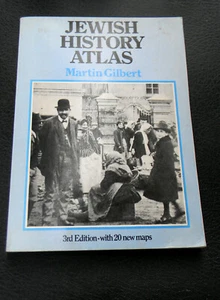 JEWISH
HISTORY
ATLAS
Martin Gilbert
3rd Edition·with 20 new maps